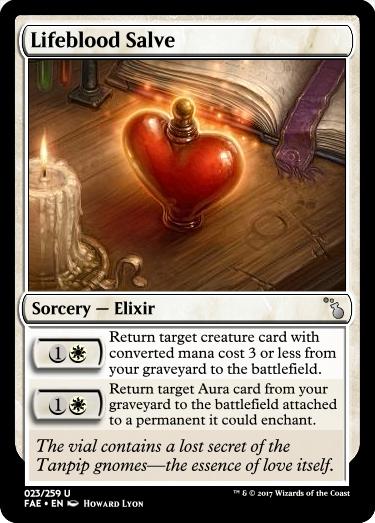 Lifeblood Salve
Sorcery — Elixir
1 Return target creature card with
converted mana cost 3 or less from
your graveyard to the battlefield.
1 Return target Aura card from your
graveyard to the battlefield attached
to a permanent it could enchant.
The vial contains a lost secret of the
Tanpip gnomes—the essence of love itself.
023/259 U
FAE • EN Howard Lyon
™ & © 2017 Wizards of the Coast